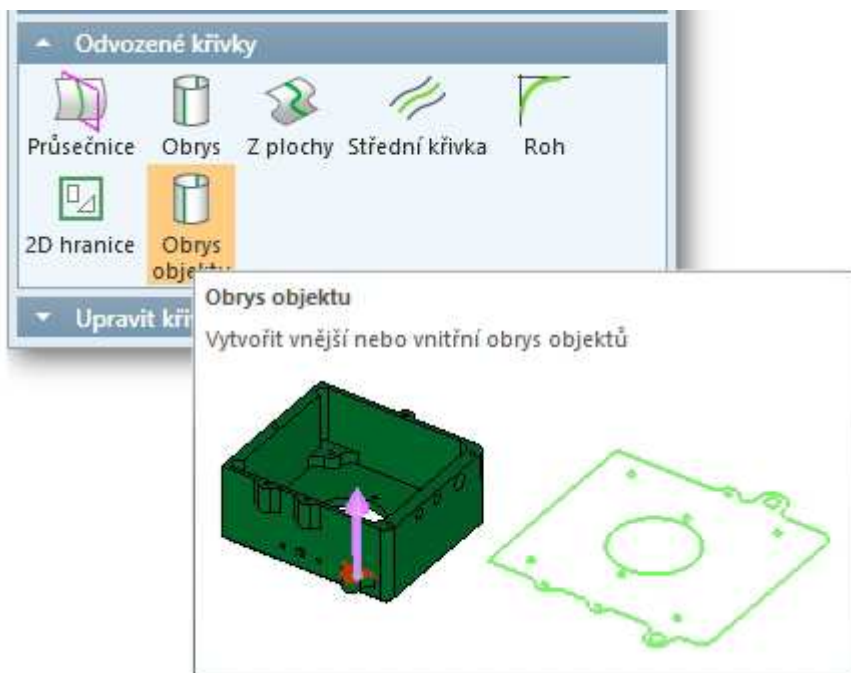 Odvozené křivky
Průsečnice Obrys Z plochy Střední křivka Roh
2D hranice Obrys
Upravit
Obrys objektu
Vytvořit vnější nebo vnitřní obrys objektů